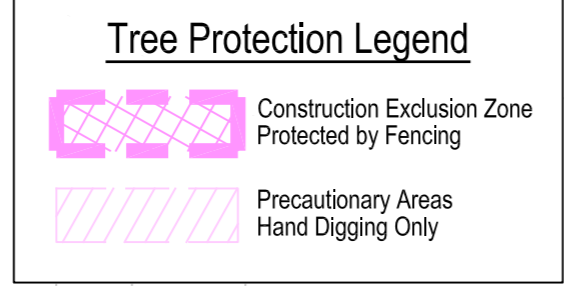 Tree Protection Legend
Construction Exclusion Zone
Protected by Fencing
Precautionary Areas
Hand Digging Only